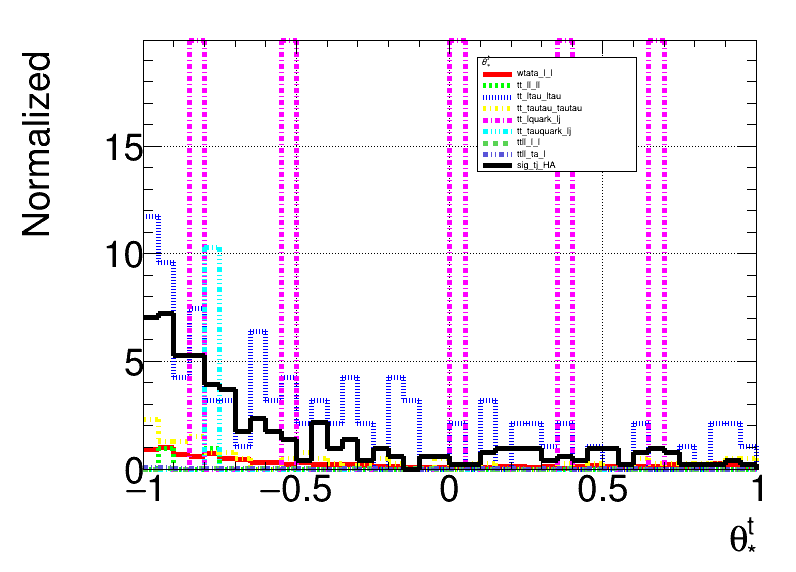 Normalized
θ*t
wtata_l_l
tt_ll_ll
tt_ltau_ltau
tt_tautau_tautau
tt_lquark_lj
tt_tauquark_lj
ttll_l_l
ttll_ta_l
sig_tj_HA
15
10
5
0
−1 −0.5 0 0.5 1
θ*t